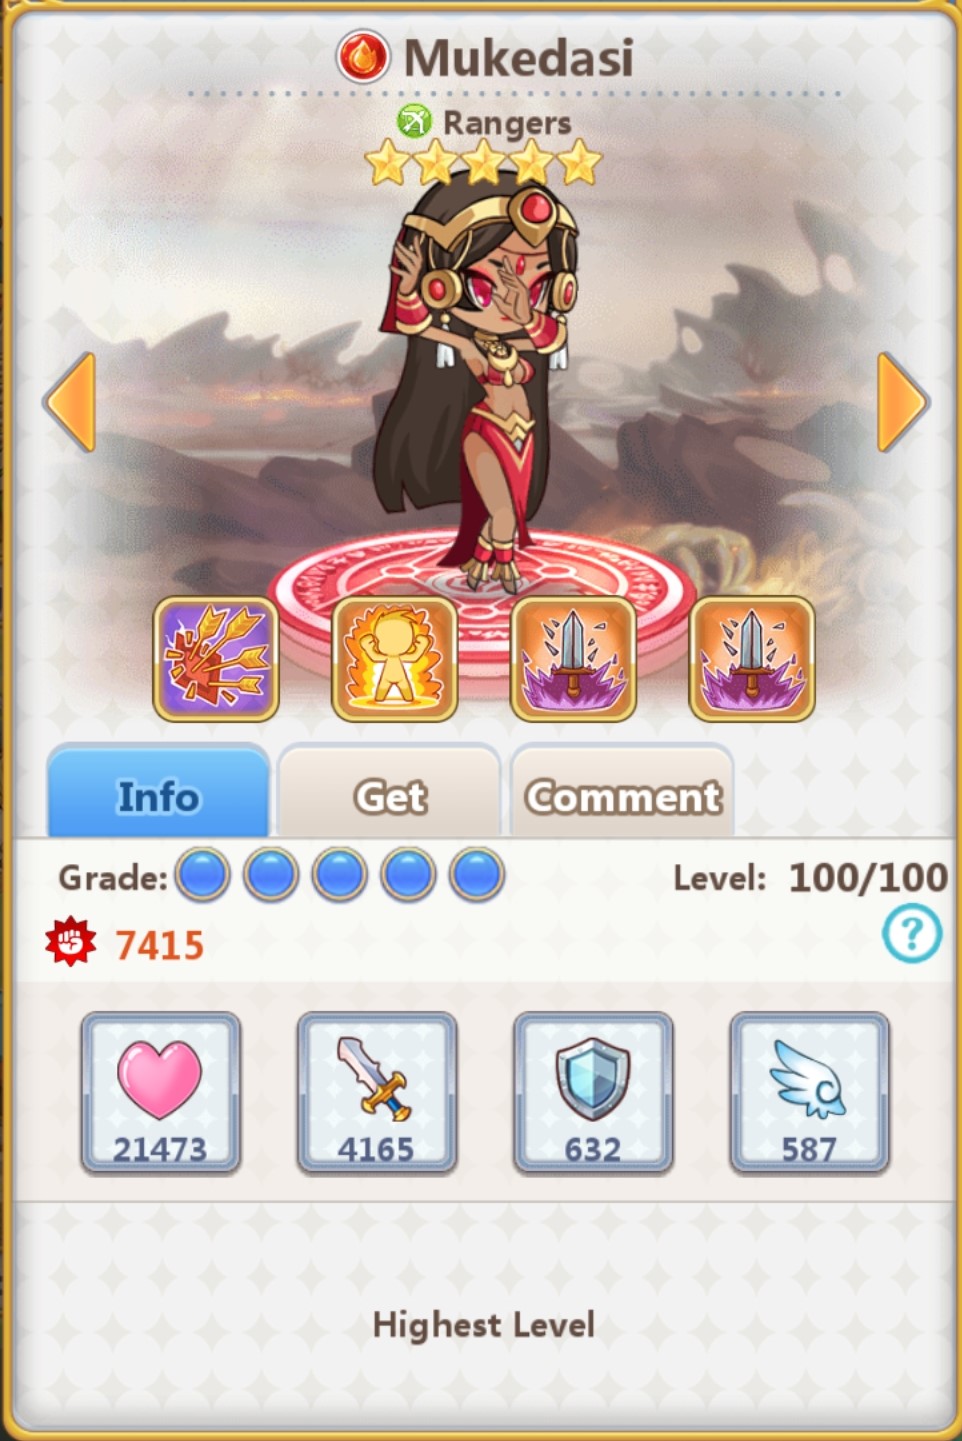 Mukedasi
Rangers
Info
Get
Comment
Grade:
Level: 100/100
7415
?
21473
4165
632
587
Highest Level